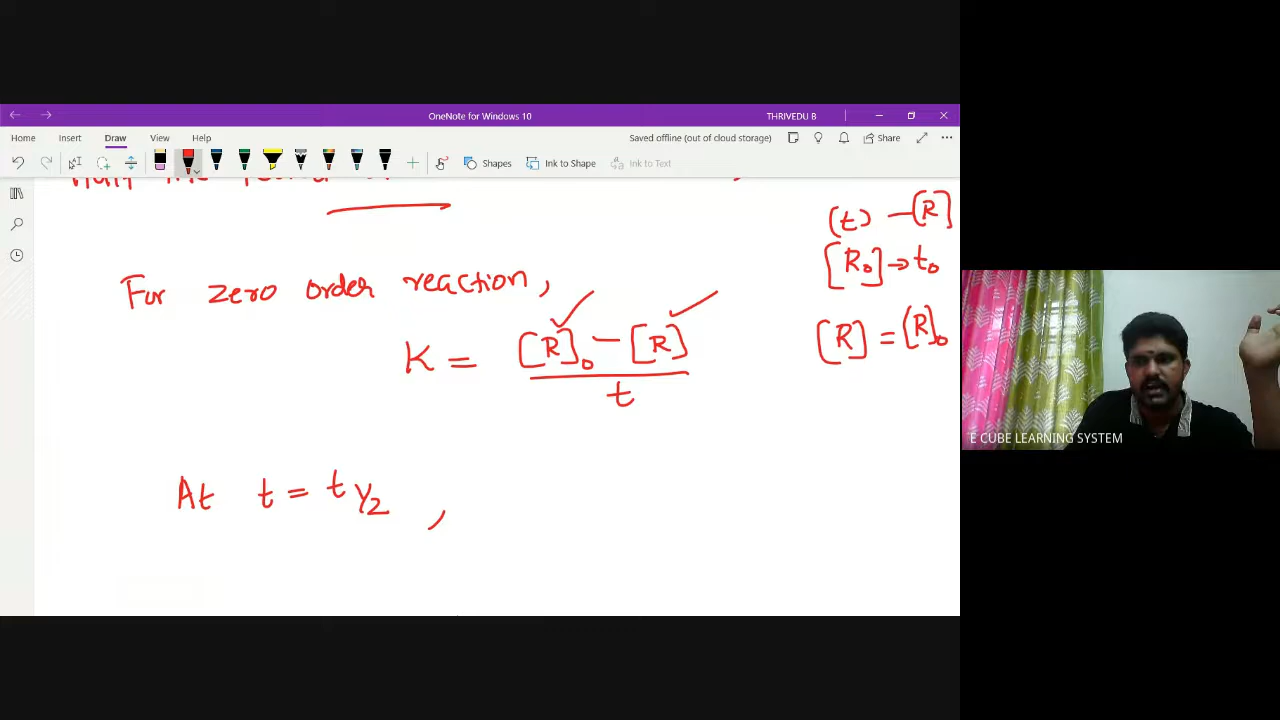 OneNote for Windows 10
THRIVEDU B
Home Insert Draw View Help
Saved offline (out of cloud storage)
Share
Shapes Ink to Shape Ink to Text
For zero order reaction,
K = [R]₀ - [R]
t
At t = t ½ ,
(t) - [R]
[R₀] → t₀
[R] = [R]₀
E CUBE LEARNING SYSTEM